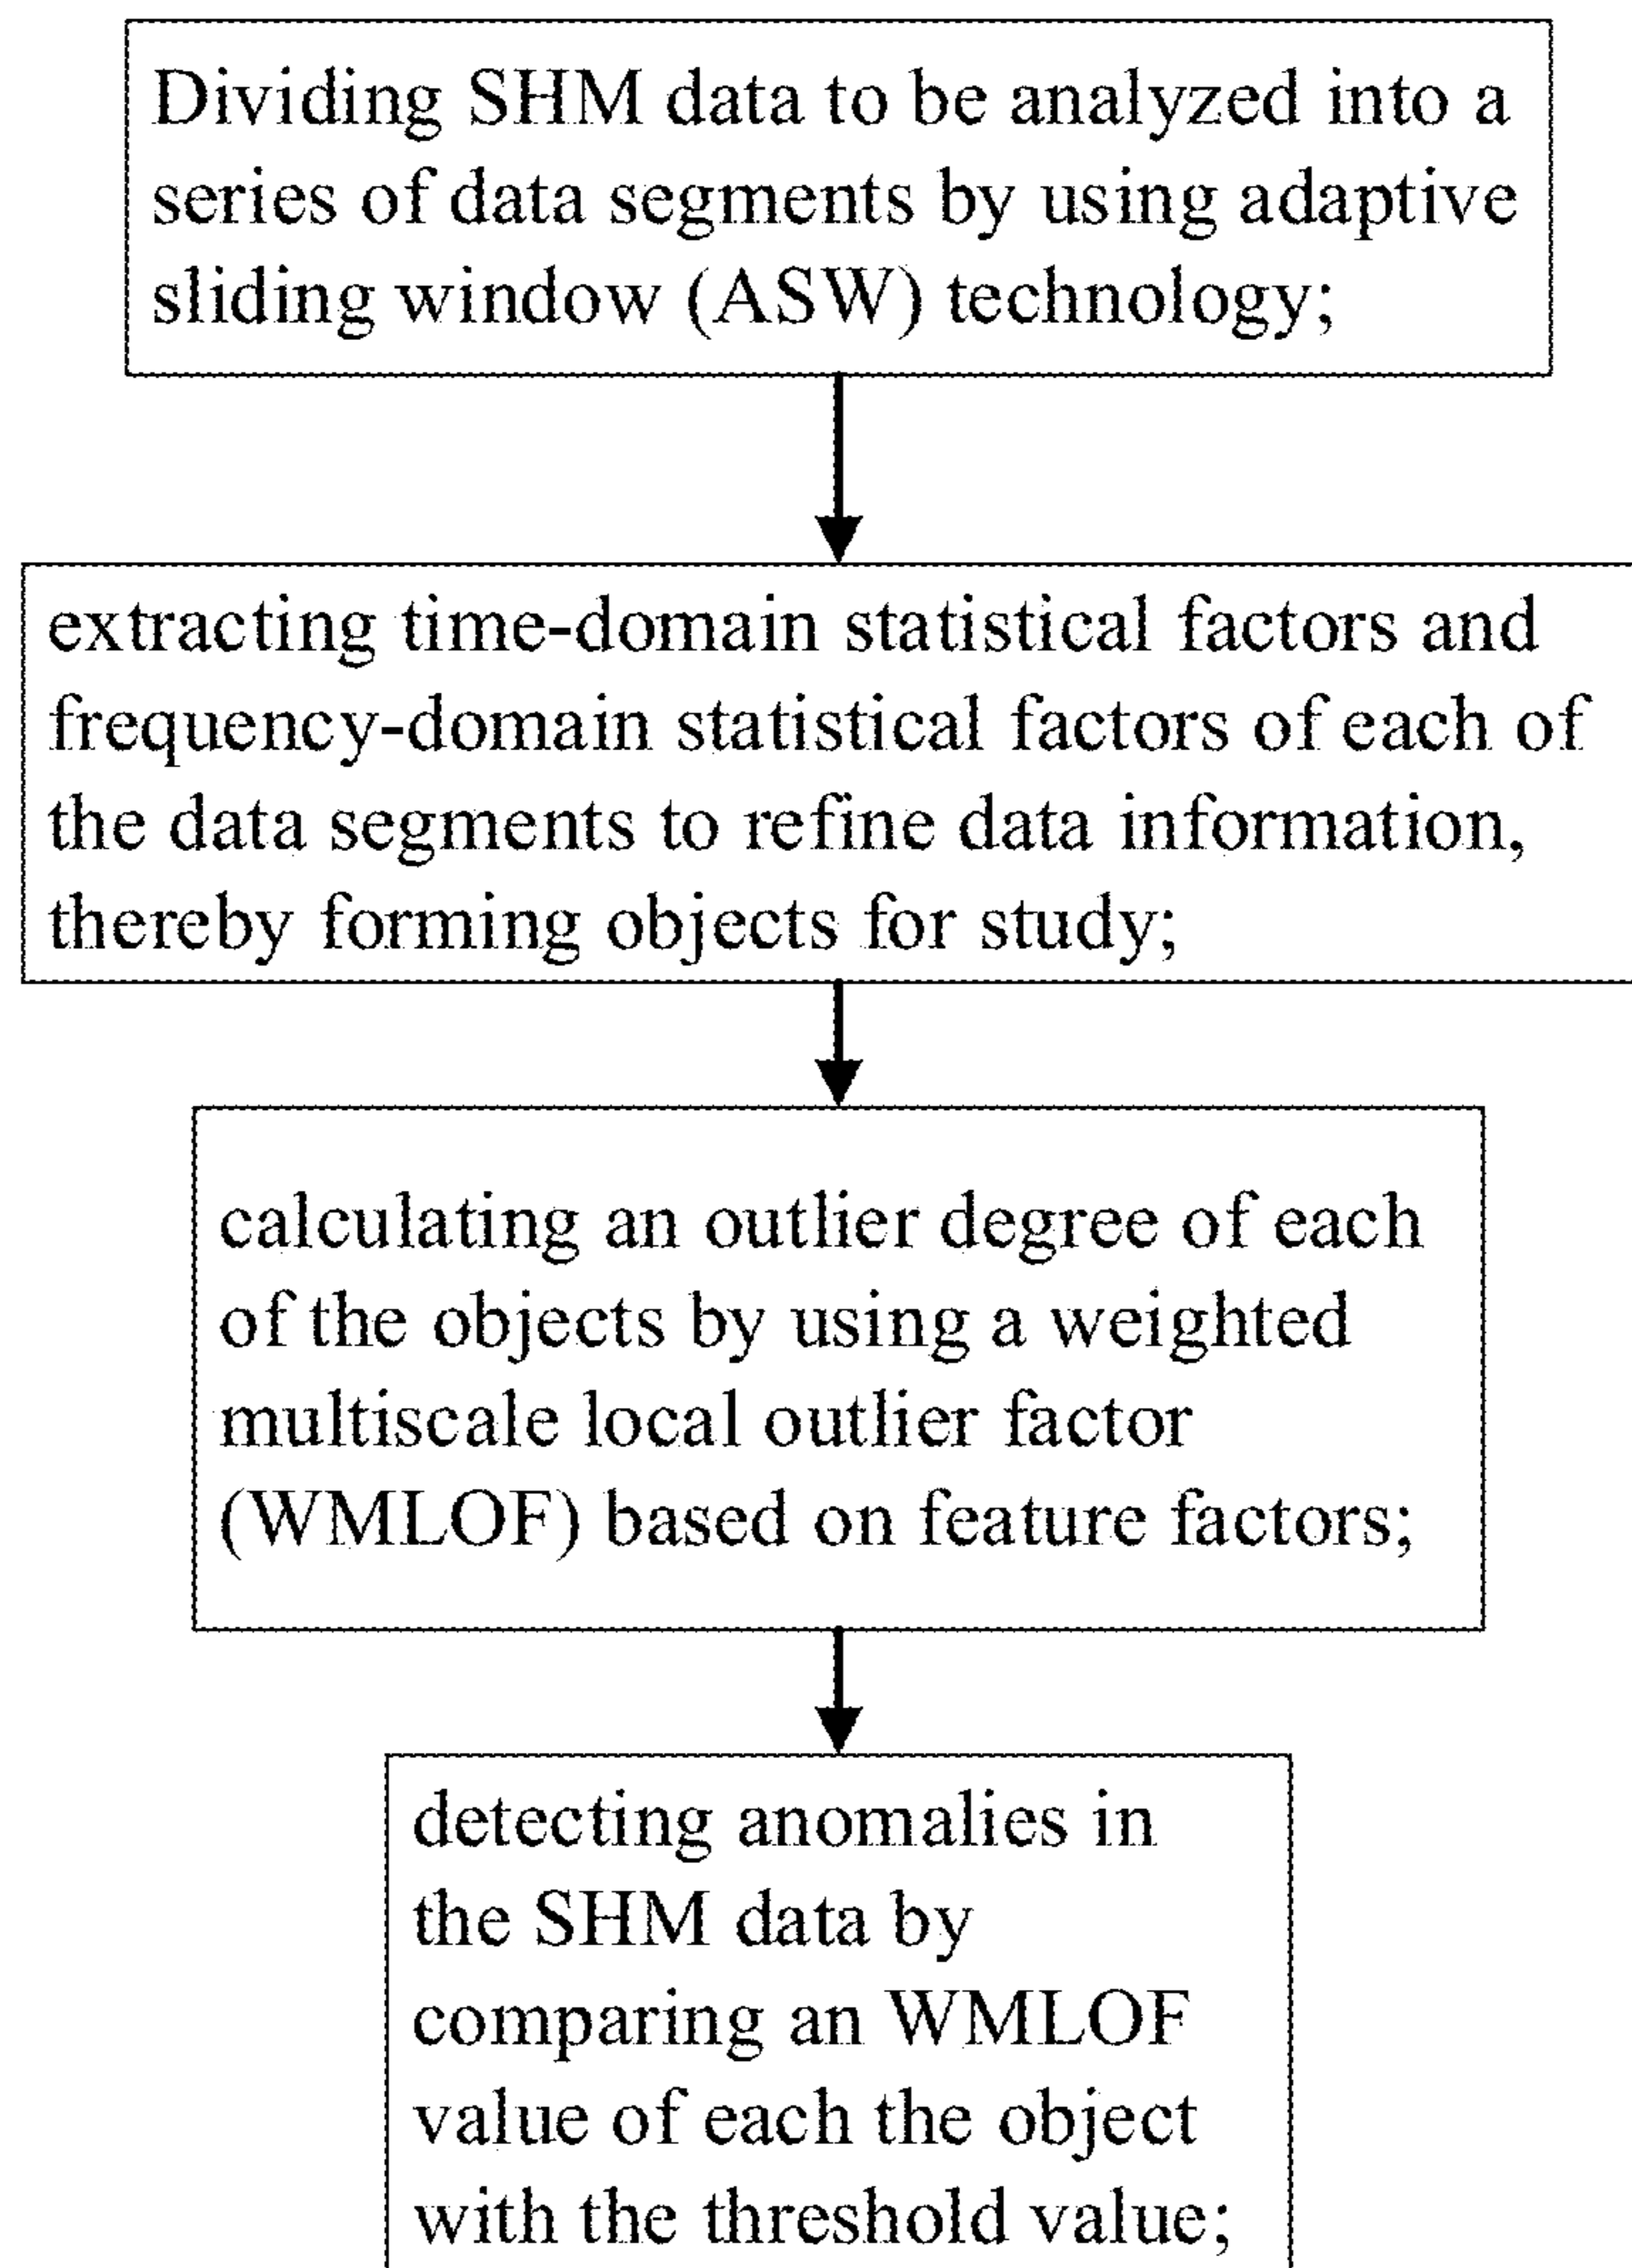 Dividing SHM data to be analyzed into a
series of data segments by using adaptive
sliding window (ASW) technology;
extracting time-domain statistical factors and
frequency-domain statistical factors of each of
the data segments to refine data information,
thereby forming objects for study;
calculating an outlier degree of each
of the objects by using a weighted
multiscale local outlier factor
(WMLOF) based on feature factors;
detecting anomalies in
the SHM data by
comparing an WMLOF
value of each the object
with the threshold value;